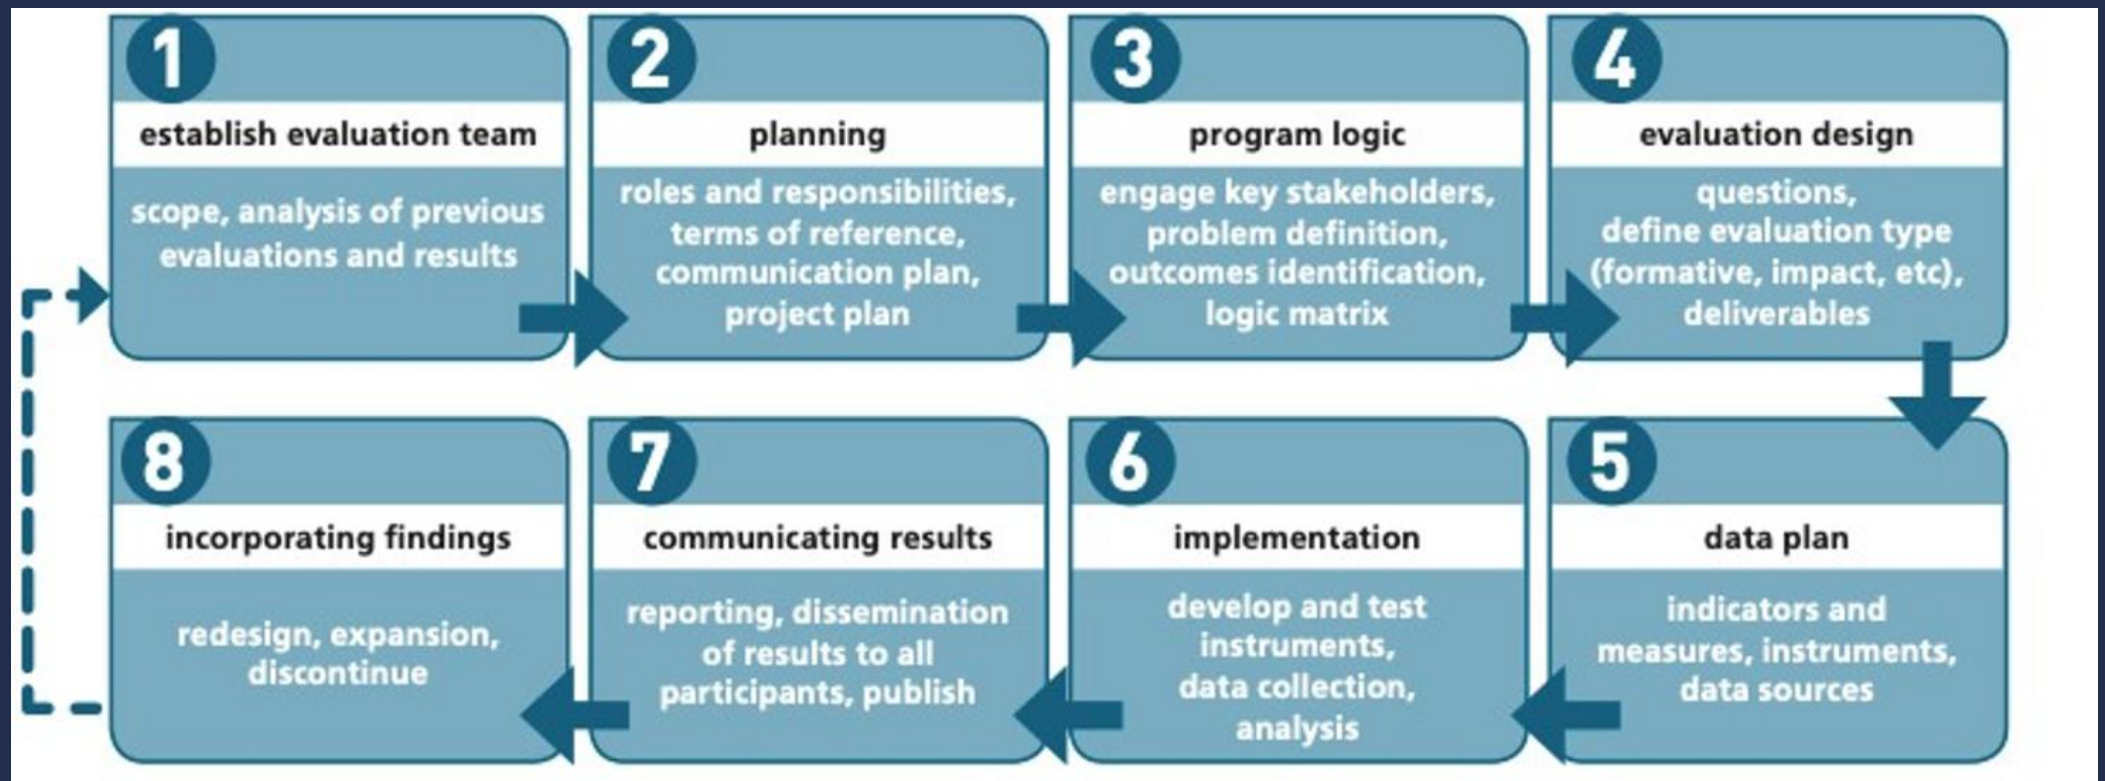 1
establish evaluation team
scope, analysis of previous
evaluations and results
2
planning
roles and responsibilities,
terms of reference,
communication plan,
project plan
3
program logic
engage key stakeholders,
problem definition,
outcomes identification,
logic matrix
4
evaluation design
questions,
define evaluation type
(formative, impact, etc),
deliverables
5
data plan
indicators and
measures, instruments,
data sources
6
implementation
develop and test
instruments,
data collection,
analysis
7
communicating results
reporting, dissemination
of results to all
participants, publish
8
incorporating findings
redesign, expansion,
discontinue